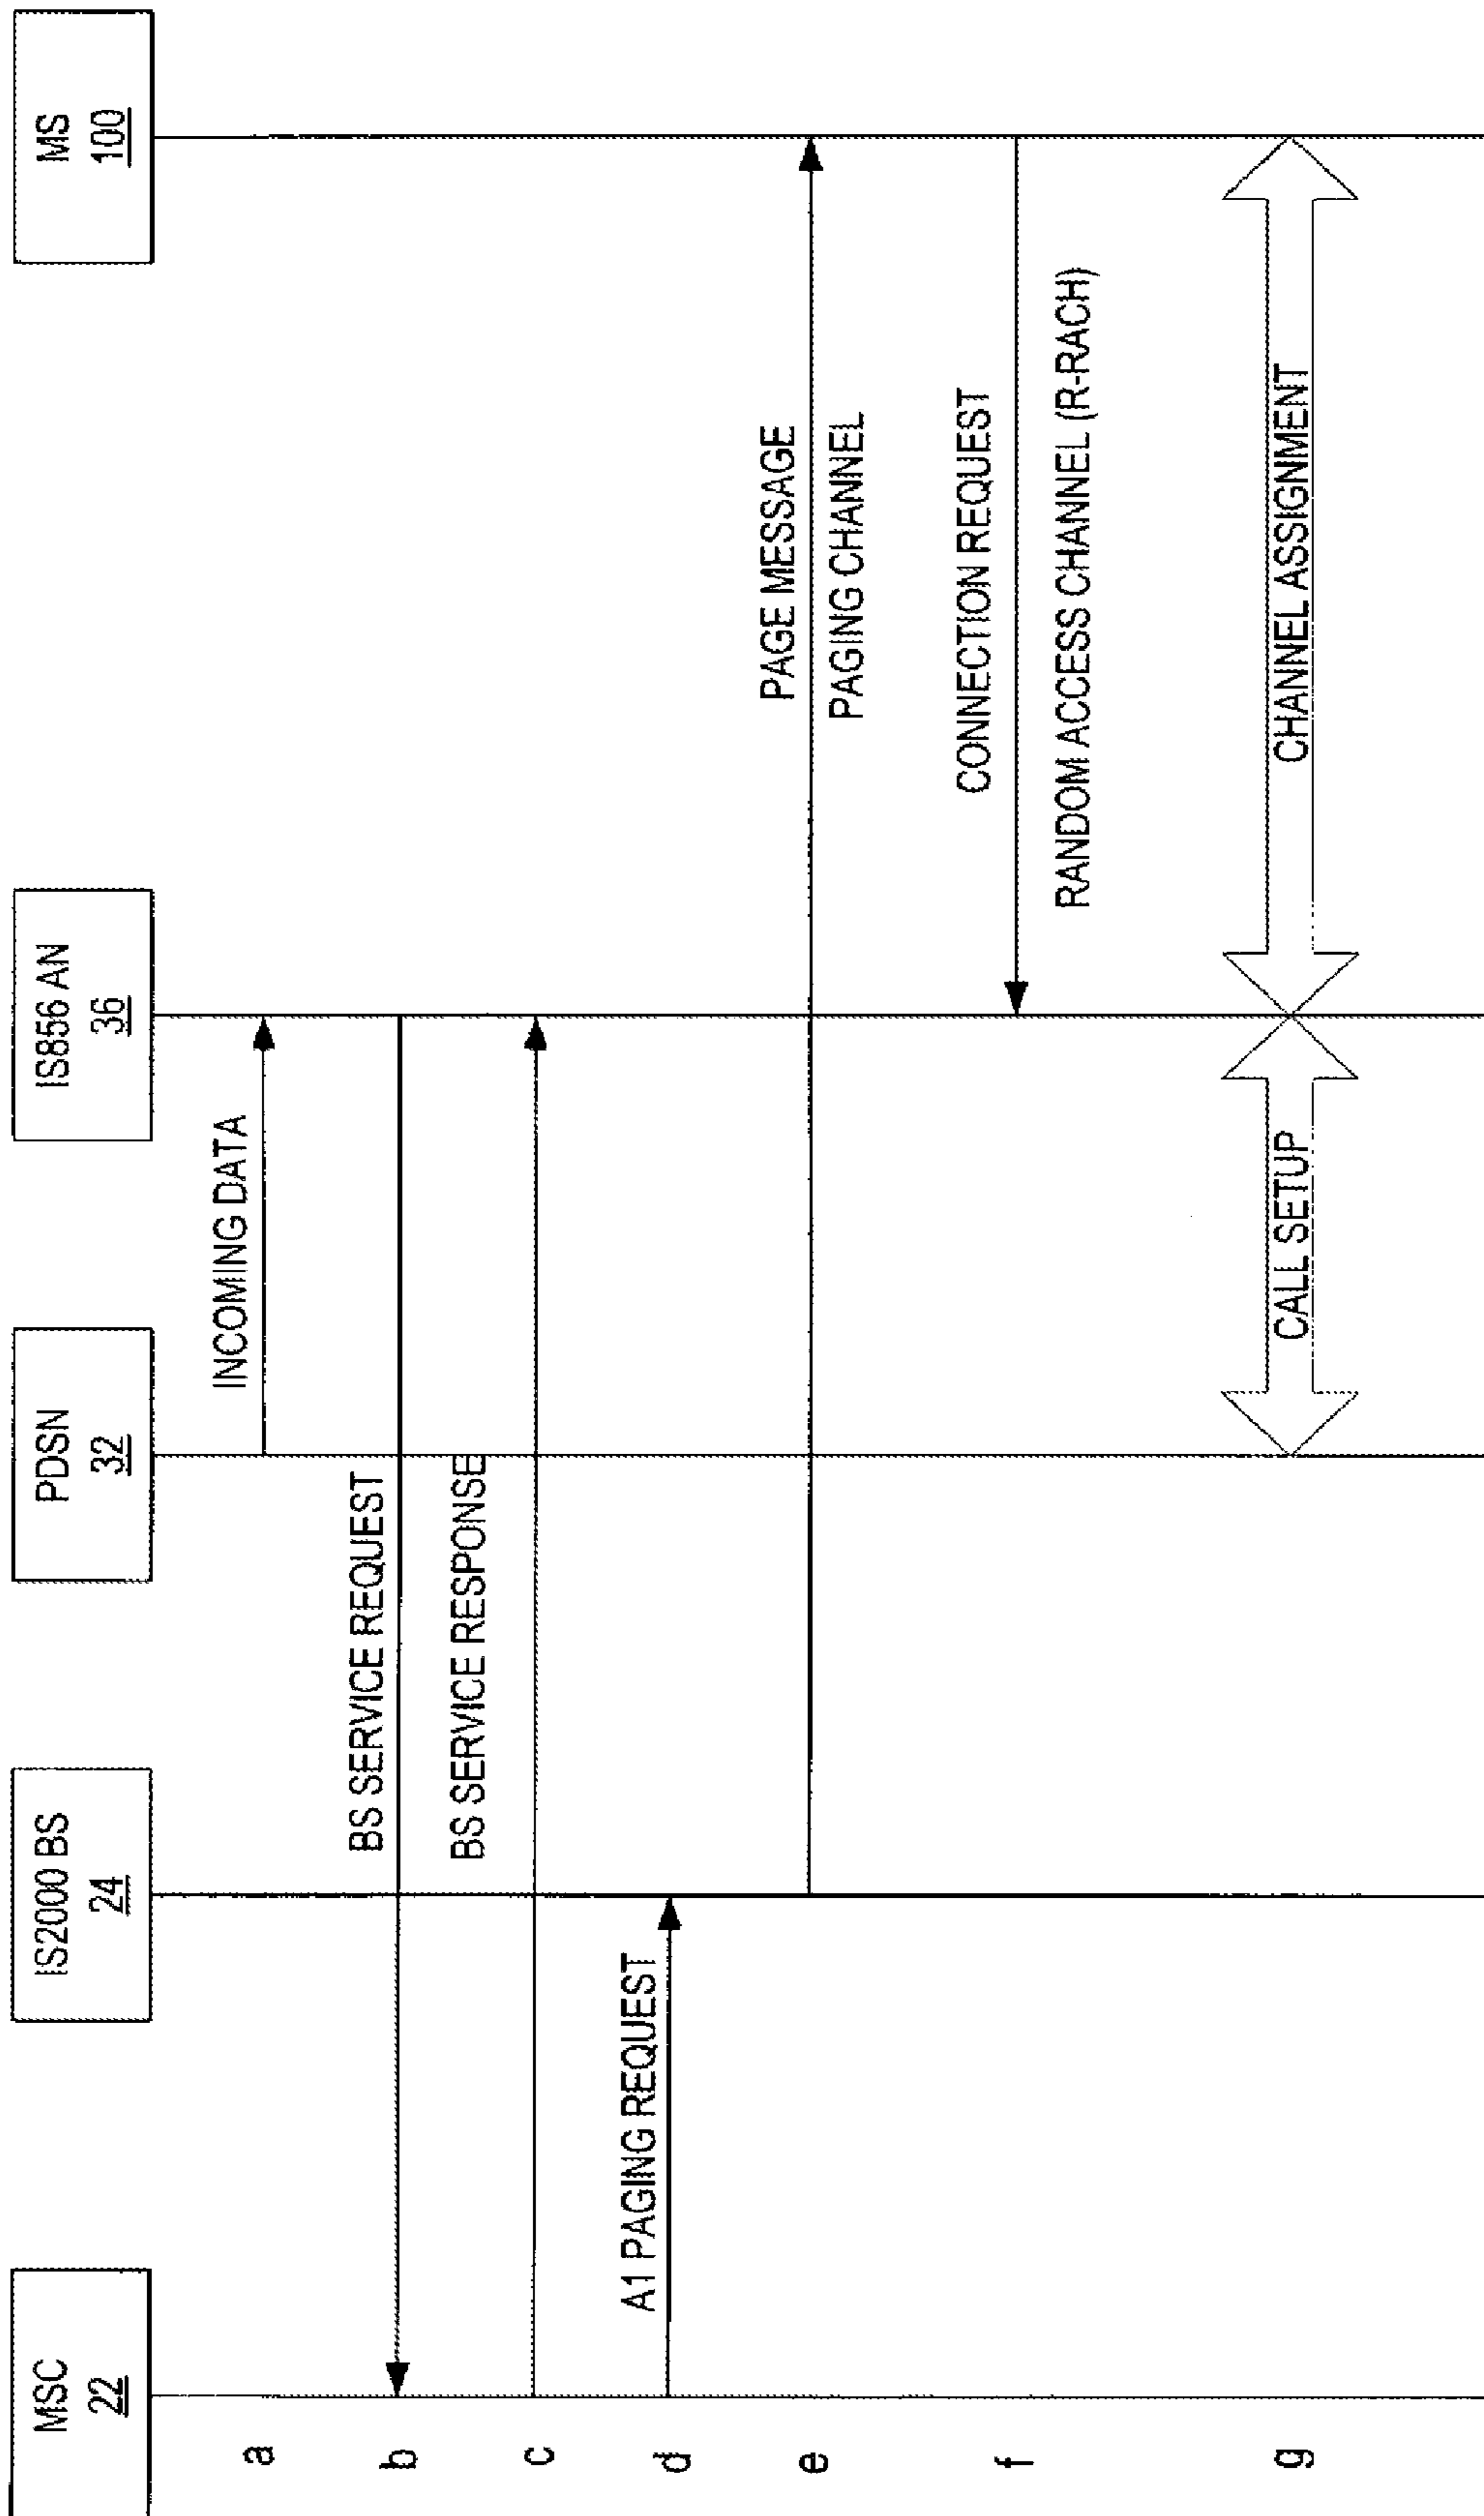 MSC
22
IS2000 BS
24
PDSN
32
IS856 AN
36
MS
100
a
INCOMING DATA
b
BS SERVICE REQUEST
c
BS SERVICE RESPONSE
d
A1 PAGING REQUEST
e
PAGE MESSAGE
PAGING CHANNEL
f
CONNECTION REQUEST
RANDOM ACCESS CHANNEL (R-RACH)
g
CALL SETUP
CHANNEL ASSIGNMENT